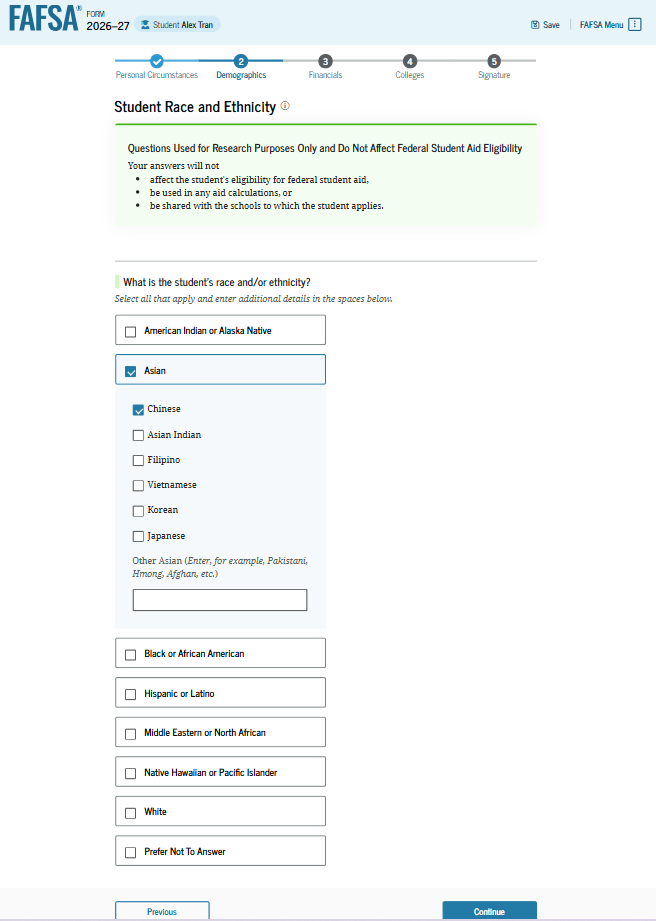 FAFSA®
FORM
2026–27
Student Alex Tran
Save
FAFSA Menu
2
3
4
5
Personal Circumstances
Demographics
Financials
Colleges
Signature
Student Race and Ethnicity
Questions Used for Research Purposes Only and Do Not Affect Federal Student Aid Eligibility
Your answers will not
• affect the student's eligibility for federal student aid,
• be used in any aid calculations, or
• be shared with the schools to which the student applies.
What is the student's race and/or ethnicity?
Select all that apply and enter additional details in the spaces below.
American Indian or Alaska Native
Asian
Chinese
Asian Indian
Filipino
Vietnamese
Korean
Japanese
Other Asian (Enter, for example, Pakistani,
Hmong, Afghan, etc.)
Black or African American
Hispanic or Latino
Middle Eastern or North African
Native Hawaiian or Pacific Islander
White
Prefer Not To Answer
Previous
Continue